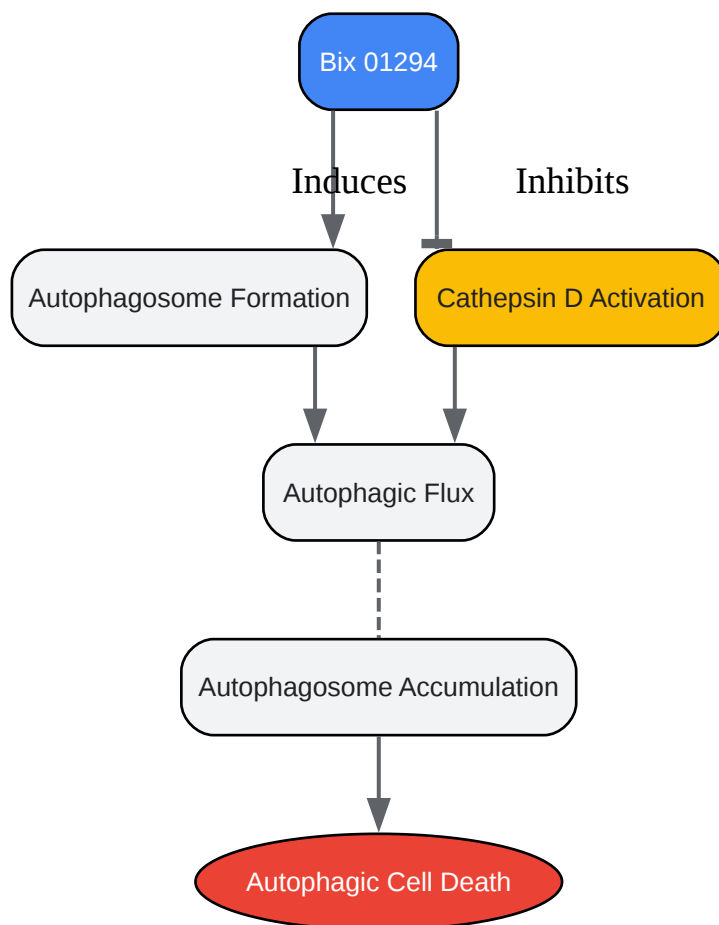 Bix 01294
Induces
Inhibits
Autophagosome Formation
Cathepsin D Activation
Autophagic Flux
Autophagosome Accumulation
Autophagic Cell Death